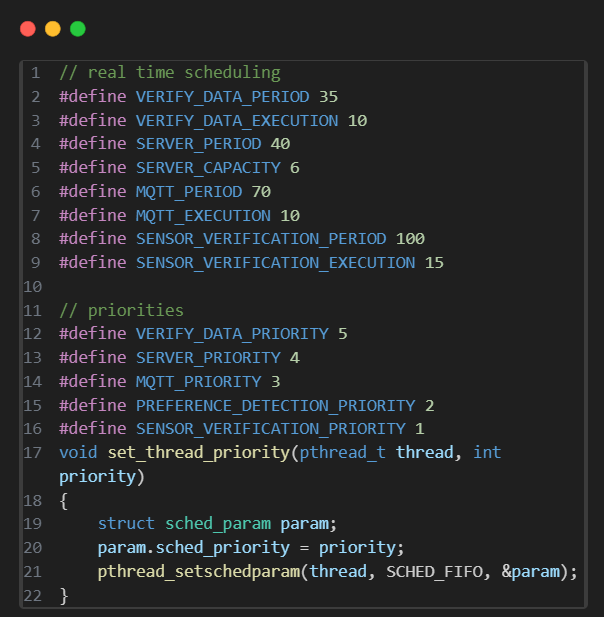 1 // real time scheduling
2 #define VERIFY_DATA_PERIOD 35
3 #define VERIFY_DATA_EXECUTION 10
4 #define SERVER_PERIOD 40
5 #define SERVER_CAPACITY 6
6 #define MQTT_PERIOD 70
7 #define MQTT_EXECUTION 10
8 #define SENSOR_VERIFICATION_PERIOD 100
9 #define SENSOR_VERIFICATION_EXECUTION 15
10
11 // priorities
12 #define VERIFY_DATA_PRIORITY 5
13 #define SERVER_PRIORITY 4
14 #define MQTT_PRIORITY 3
15 #define PREFERENCE_DETECTION_PRIORITY 2
16 #define SENSOR_VERIFICATION_PRIORITY 1
17 void set_thread_priority(pthread_t thread, int
priority)
18 {
19     struct sched_param param;
20     param.sched_priority = priority;
21     pthread_setschedparam(thread, SCHED_FIFO, &param);
22 }